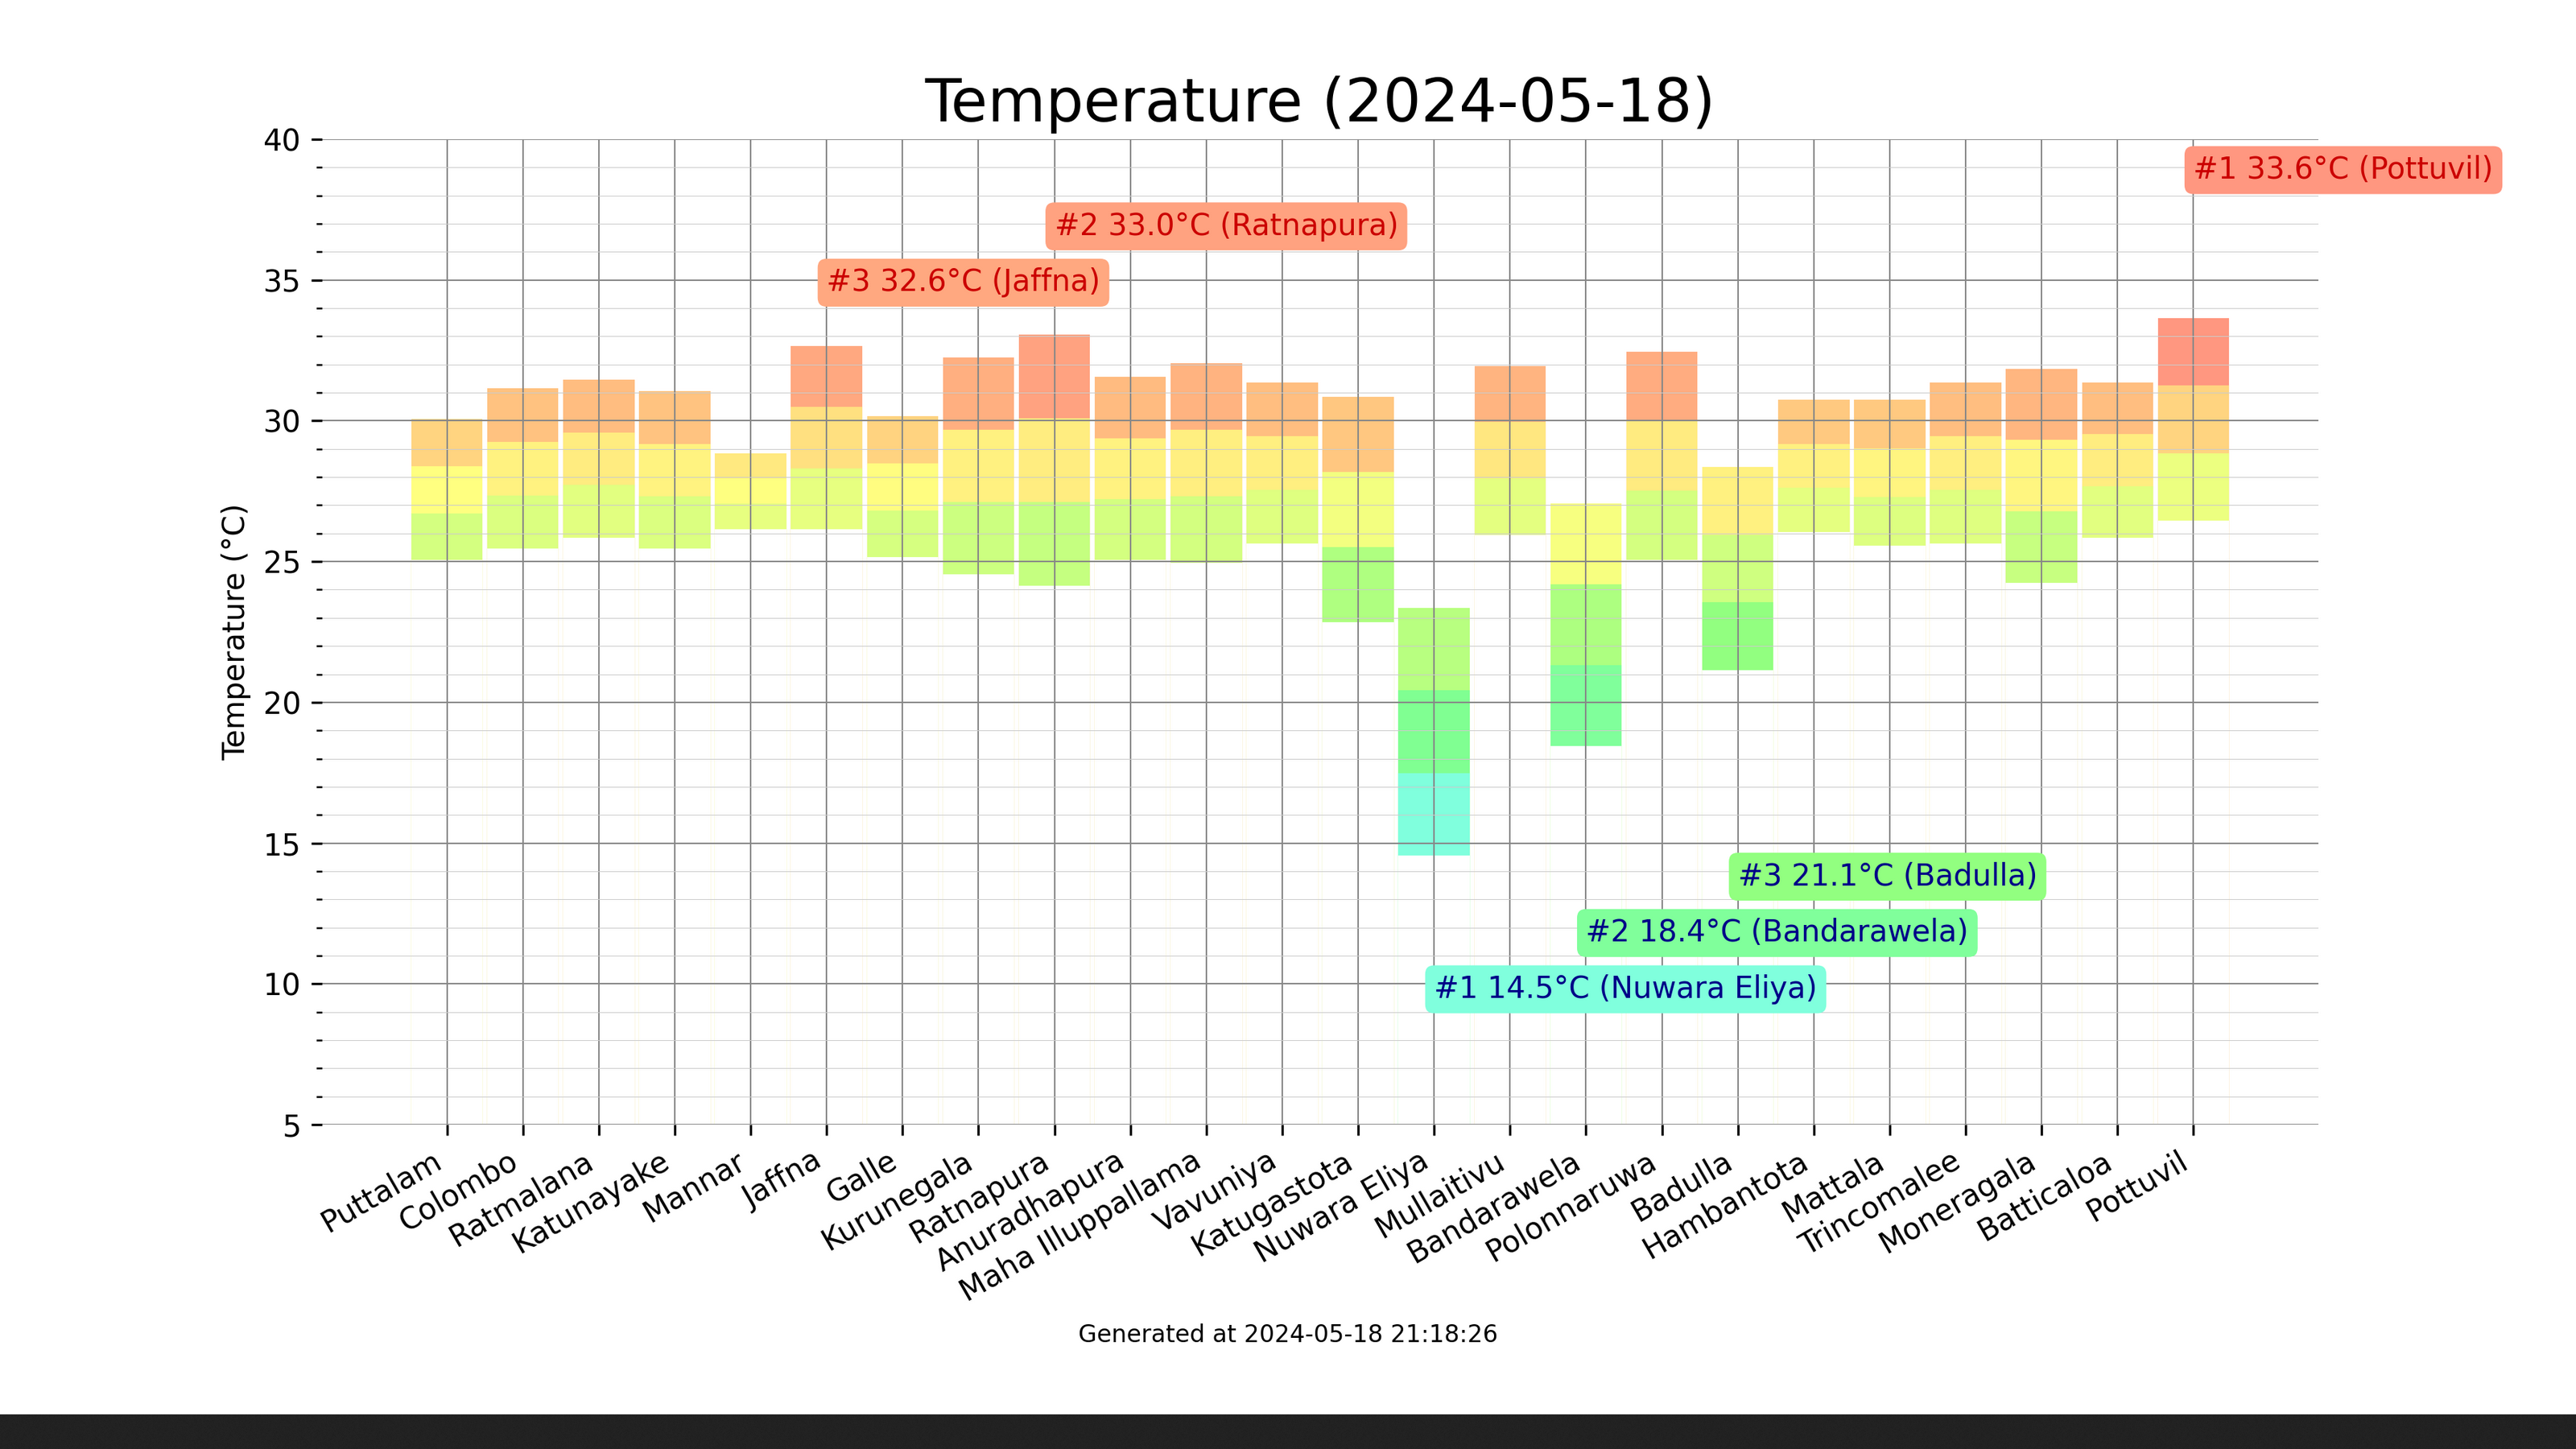 Temperature (2024-05-18)
40
35
30
25
20
15
10
5
Temperature (°C)
#1 33.6°C (Pottuvil)
#2 33.0°C (Ratnapura)
#3 32.6°C (Jaffna)
#3 21.1°C (Badulla)
#2 18.4°C (Bandarawela)
#1 14.5°C (Nuwara Eliya)
Puttalam
Colombo
Ratmalana
Katunayake
Mannar
Jaffna
Galle
Kurunegala
Ratnapura
Anuradhapura
Maha Illuppallama
Vavuniya
Katugastota
Nuwara Eliya
Mullaitivu
Bandarawela
Polonnaruwa
Badulla
Hambantota
Mattala
Trincomalee
Moneragala
Batticaloa
Pottuvil
Generated at 2024-05-18 21:18:26